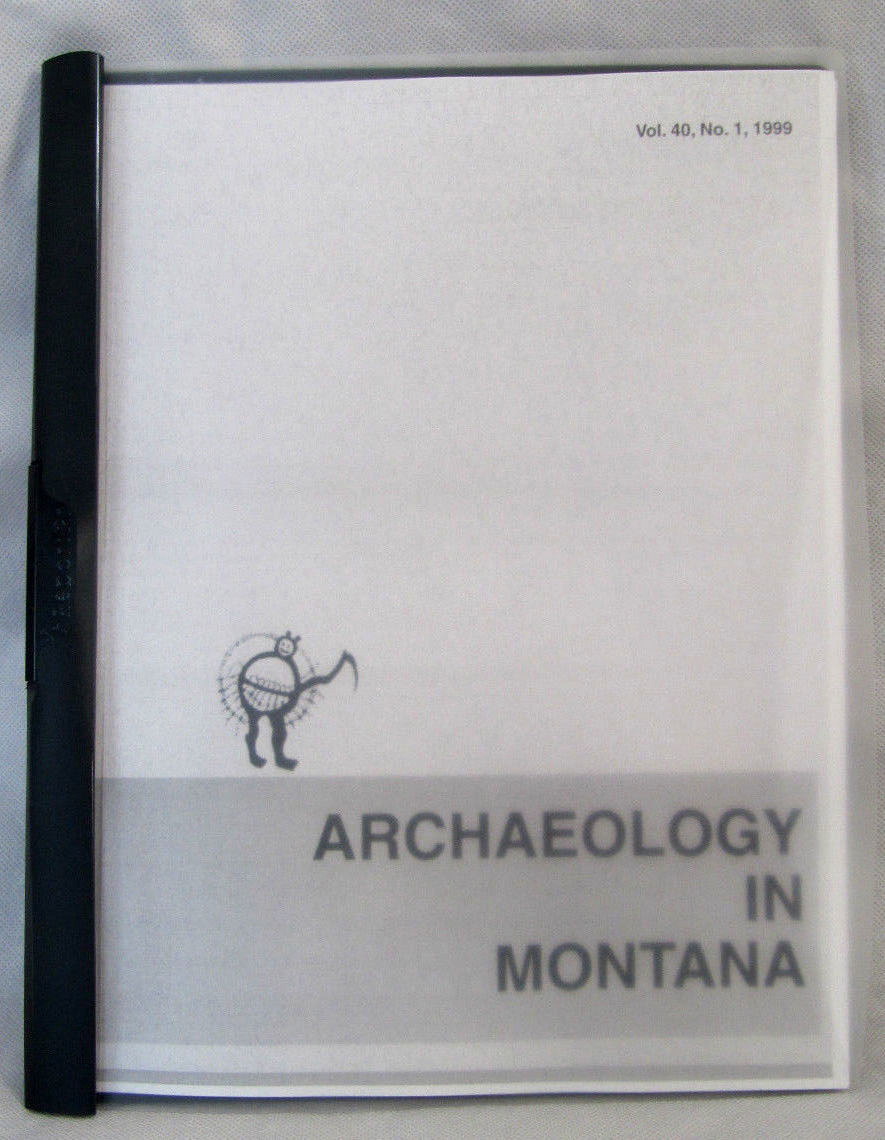 Vol. 40, No. 1, 1999
ARCHAEOLOGY
IN
MONTANA